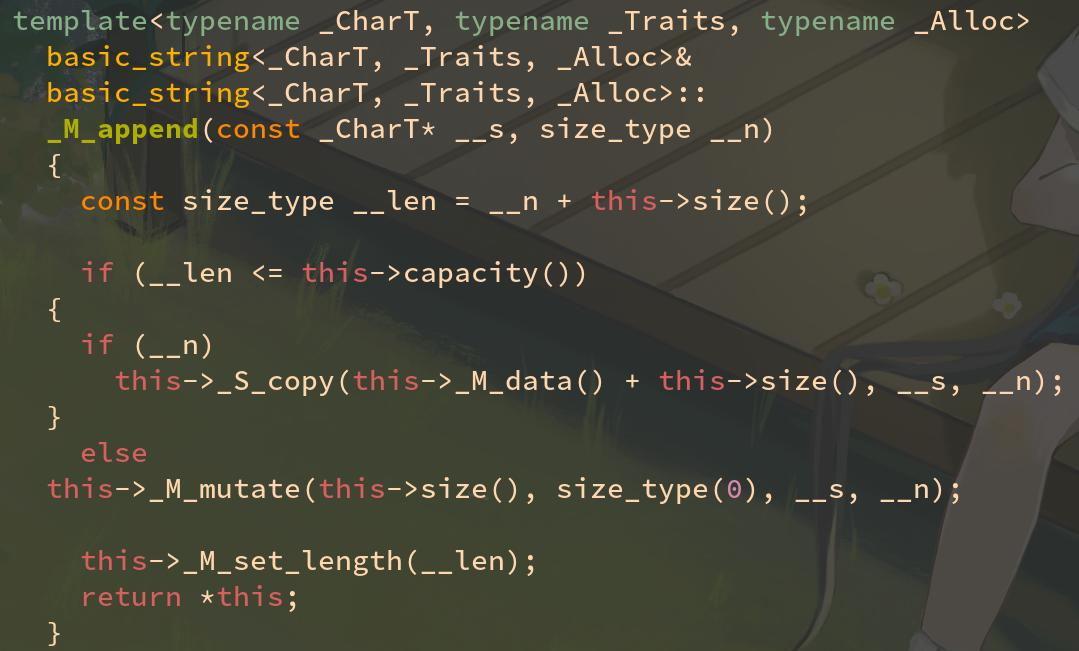 template<typename _CharT, typename _Traits, typename _Alloc>
  basic_string<_CharT, _Traits, _Alloc>&
  basic_string<_CharT, _Traits, _Alloc>::
  _M_append(const _CharT* __s, size_type __n)
  {
    const size_type __len = __n + this->size();

    if (__len <= this->capacity())
  {
    if (__n)
      this->_S_copy(this->_M_data() + this->size(), __s, __n);
  }
    else
  this->_M_mutate(this->size(), size_type(0), __s, __n);

    this->_M_set_length(__len);
    return *this;
  }